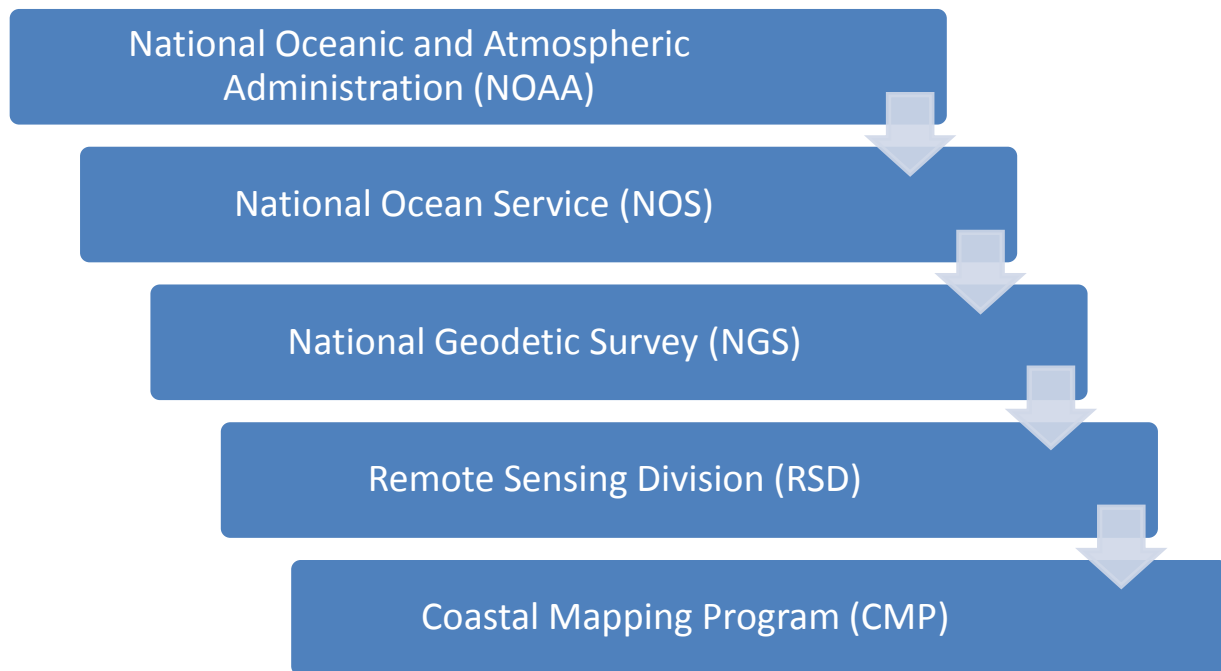 National Oceanic and Atmospheric
Administration (NOAA)
National Ocean Service (NOS)
National Geodetic Survey (NGS)
Remote Sensing Division (RSD)
Coastal Mapping Program (CMP)